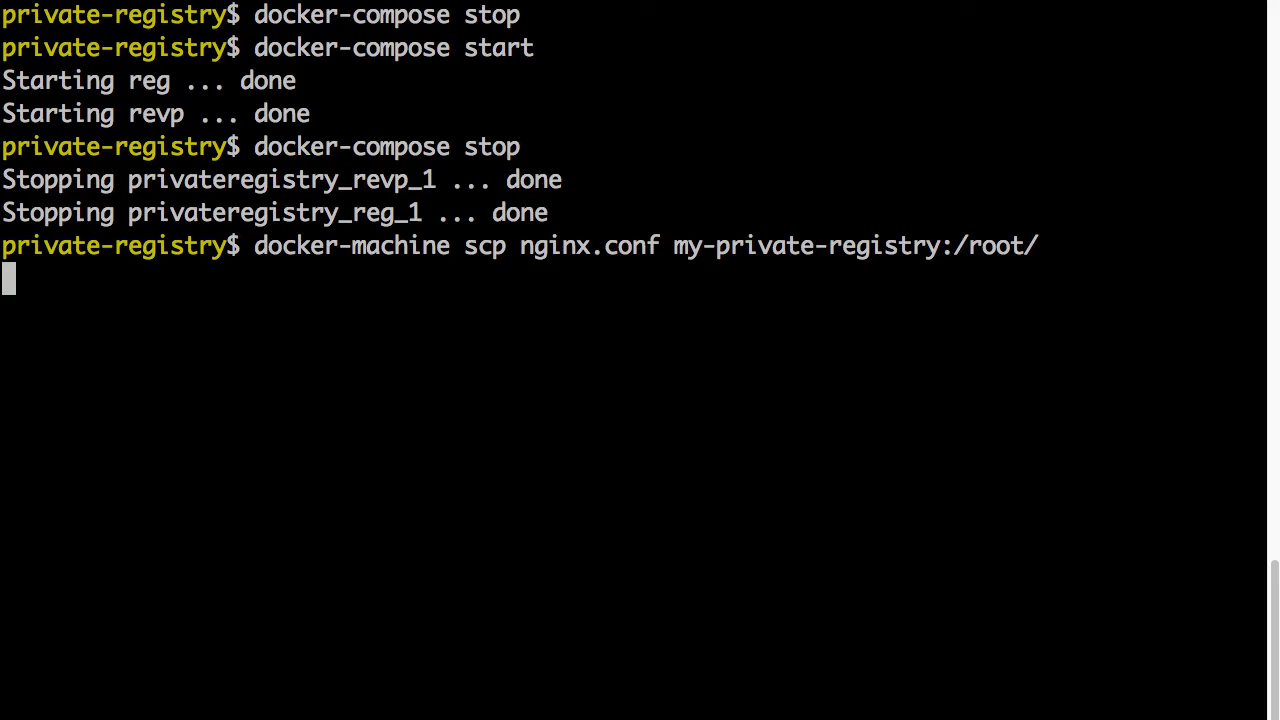 private-registry$ docker-compose stop
private-registry$ docker-compose start
Starting reg ... done
Starting revp ... done
private-registry$ docker-compose stop
Stopping privateregistry_revp_1 ... done
Stopping privateregistry_reg_1 ... done
private-registry$ docker-machine scp nginx.conf my-private-registry:/root/